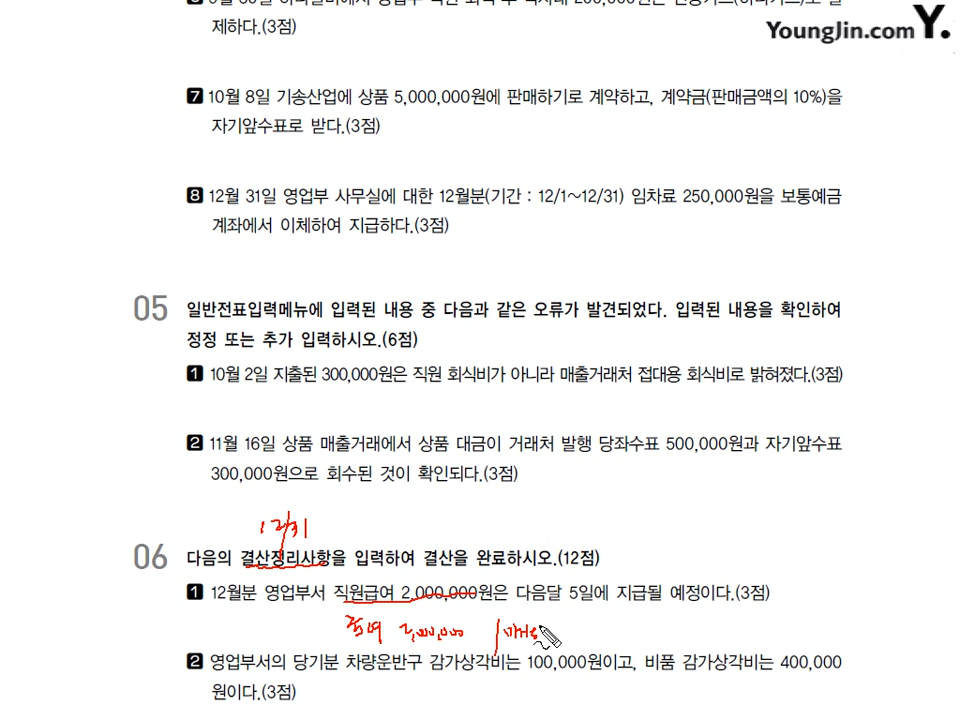 제하다.(3점)
YoungJin.com Y.
7 10월 8일 기송산업에 상품 5,000,000원에 판매하기로 계약하고, 계약금(판매금액의 10%)을
자기앞수표로 받다.(3점)
8 12월 31일 영업부 사무실에 대한 12월분(기간 : 12/1~12/31) 임차료 250,000원을 보통예금
계좌에서 이체하여 지급하다.(3점)
05 일반전표입력메뉴에 입력된 내용 중 다음과 같은 오류가 발견되었다. 입력된 내용을 확인하여
정정 또는 추가 입력하시오.(6점)
1 10월 2일 지출된 300,000원은 직원 회식비가 아니라 매출거래처 접대용 회식비로 밝혀졌다.(3점)
2 11월 16일 상품 매출거래에서 상품 대금이 거래처 발행 당좌수표 500,000원과 자기앞수표
300,000원으로 회수된 것이 확인되다.(3점)
12/31
06 다음의 결산정리사항을 입력하여 결산을 완료하시오.(12점)
1 12월분 영업부서 직원급여 2,000,000원은 다음달 5일에 지급될 예정이다.(3점)
급여 2,000,000 /미지
2 영업부서의 당기분 차량운반구 감가상각비는 100,000원이고, 비품 감가상각비는 400,000
원이다.(3점)